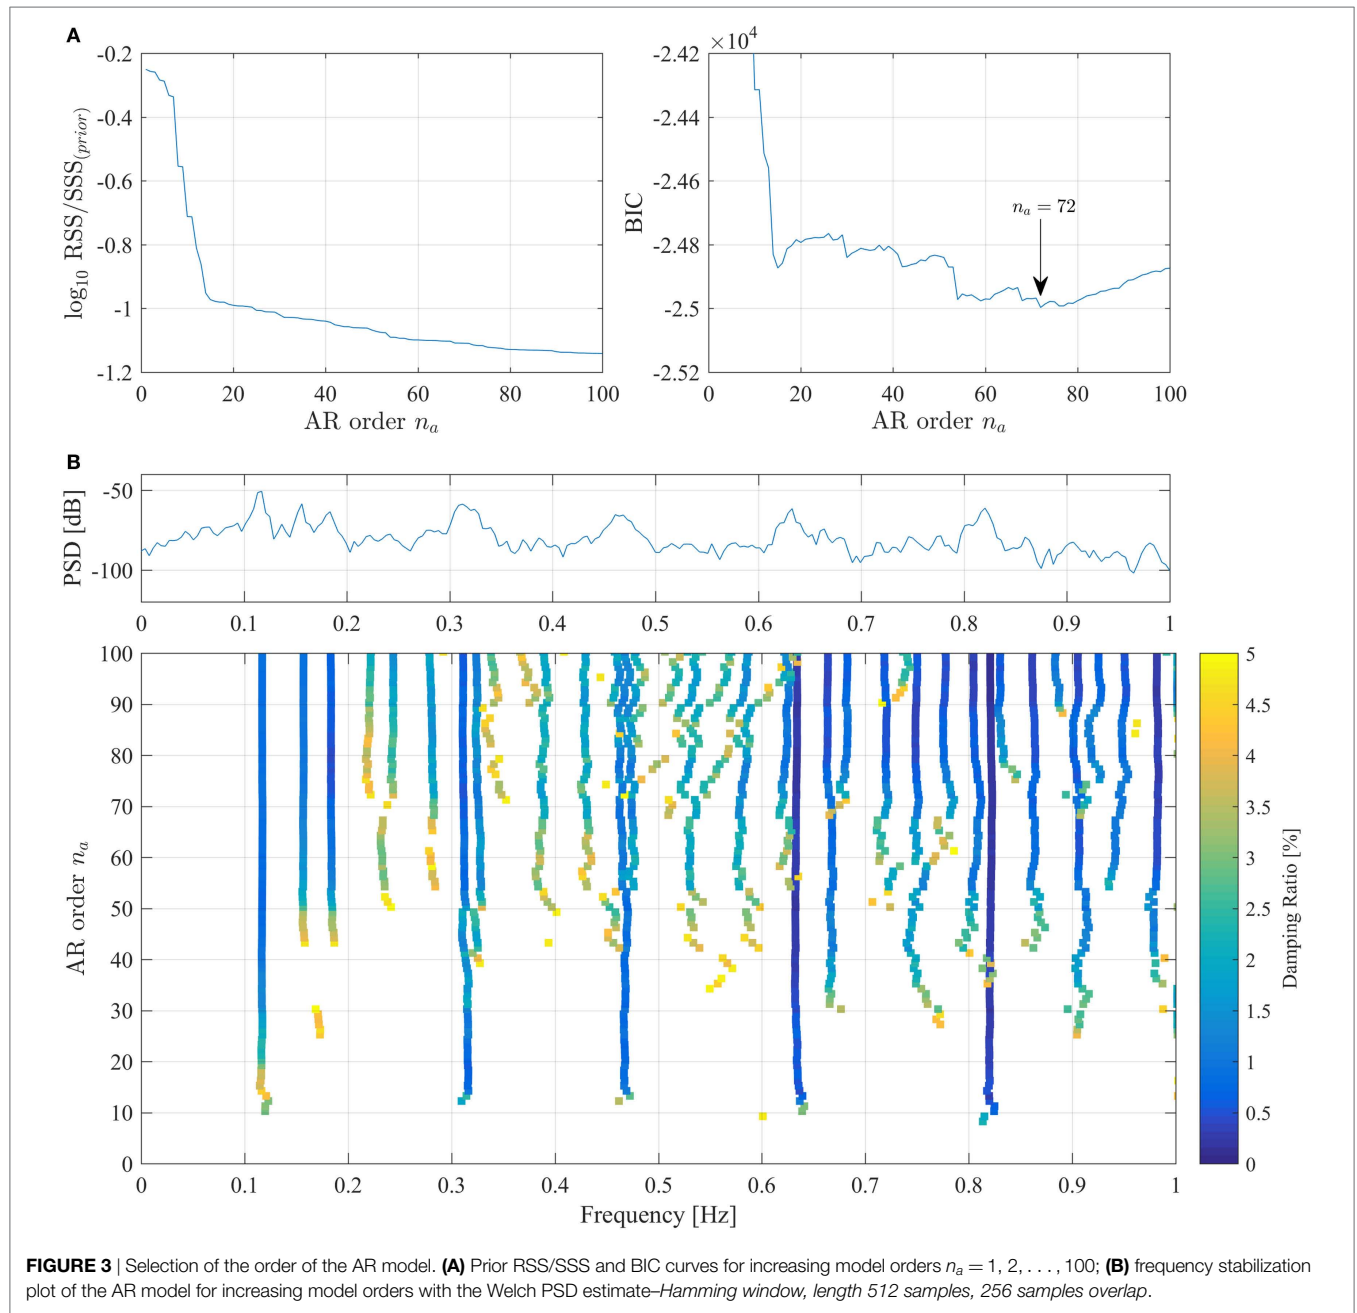 A
-0.2
-0.4
-0.6
-0.8
-1
-1.2
0 20 40 60 80 100
log10 RSS/SSS(prior)
AR order na
×10^4
-2.42
-2.44
-2.46
-2.48
-2.5
-2.52
0 20 40 60 80 100
BIC
na = 72
AR order na
B
-50
-100
PSD [dB]
0 0.1 0.2 0.3 0.4 0.5 0.6 0.7 0.8 0.9 1
100
90
80
70
60
50
40
30
20
10
0
AR order na
0 0.1 0.2 0.3 0.4 0.5 0.6 0.7 0.8 0.9 1
Frequency [Hz]
5
4.5
4
3.5
3
2.5
2
1.5
1
0.5
0
Damping Ratio [%]
FIGURE 3 | Selection of the order of the AR model. (A) Prior RSS/SSS and BIC curves for increasing model orders na = 1, 2, . . . , 100; (B) frequency stabilization
plot of the AR model for increasing model orders with the Welch PSD estimate–Hamming window, length 512 samples, 256 samples overlap.